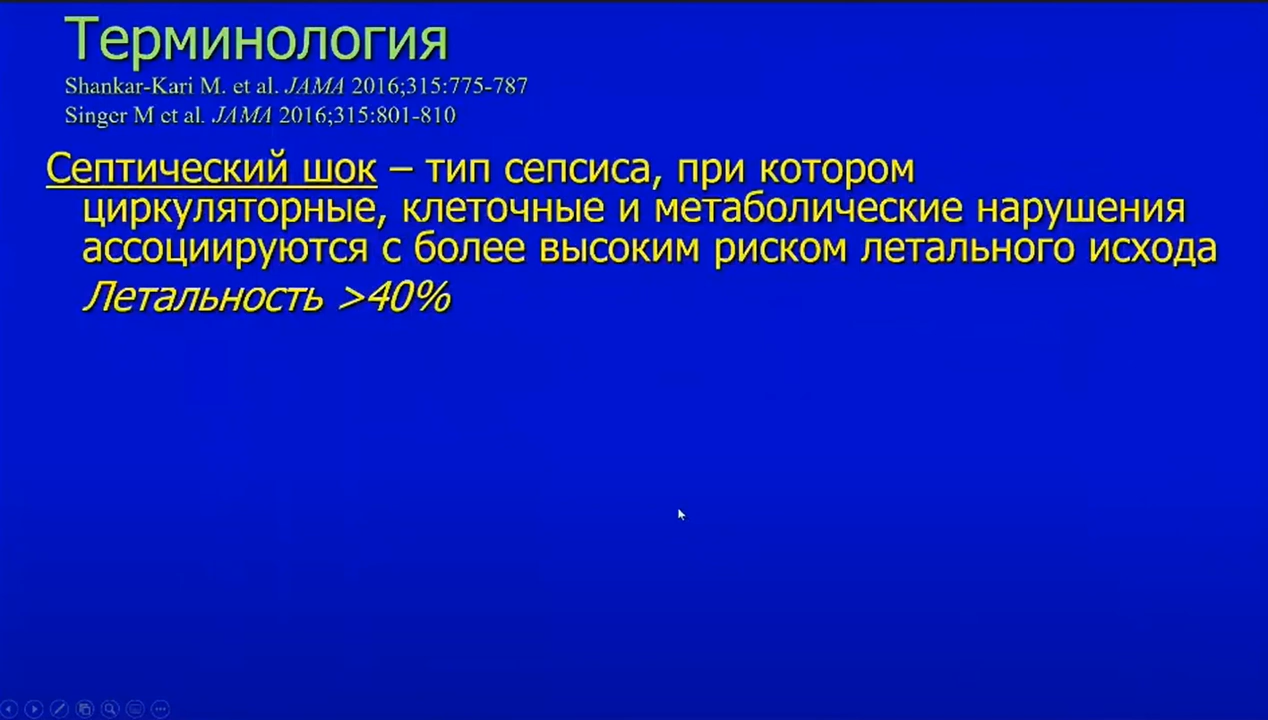 Терминология
Shankar-Kari M. et al. JAMA 2016;315:775-787
Singer M et al. JAMA 2016;315:801-810
Септический шок – тип сепсиса, при котором
циркуляторные, клеточные и метаболические нарушения
ассоциируются с более высоким риском летального исхода
Летальность >40%